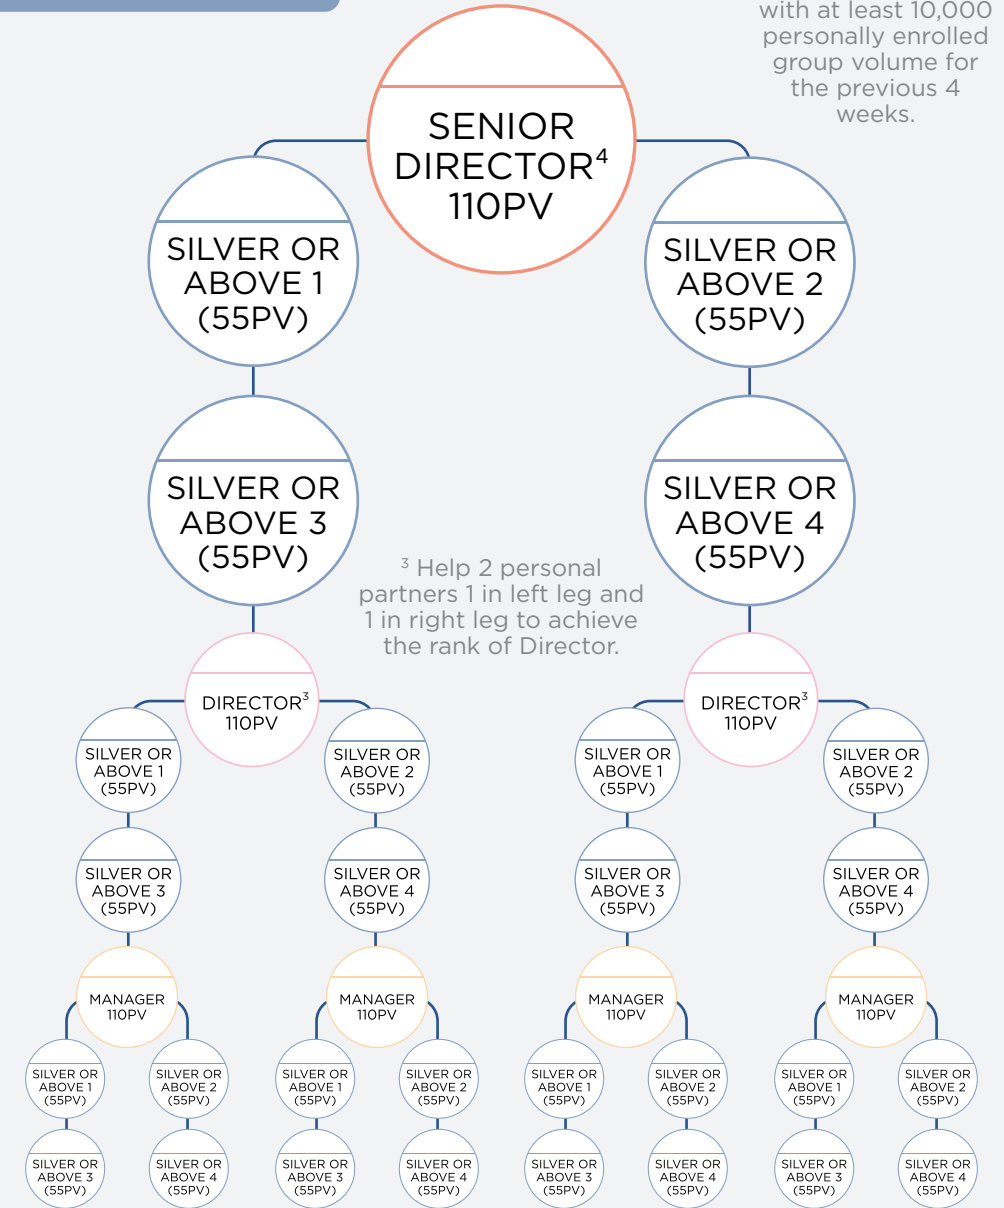 with at least 10,000
personally enrolled
group volume for
the previous 4
weeks.
SENIOR
DIRECTOR⁴
110PV
SILVER OR
ABOVE 1
(55PV)
SILVER OR
ABOVE 2
(55PV)
SILVER OR
ABOVE 3
(55PV)
SILVER OR
ABOVE 4
(55PV)
³ Help 2 personal
partners 1 in left leg and
1 in right leg to achieve
the rank of Director.
DIRECTOR³
110PV
DIRECTOR³
110PV
SILVER OR
ABOVE 1
(55PV)
SILVER OR
ABOVE 2
(55PV)
SILVER OR
ABOVE 1
(55PV)
SILVER OR
ABOVE 2
(55PV)
SILVER OR
ABOVE 3
(55PV)
SILVER OR
ABOVE 4
(55PV)
SILVER OR
ABOVE 3
(55PV)
SILVER OR
ABOVE 4
(55PV)
MANAGER
110PV
MANAGER
110PV
MANAGER
110PV
MANAGER
110PV
SILVER OR
ABOVE 1
(55PV)
SILVER OR
ABOVE 2
(55PV)
SILVER OR
ABOVE 1
(55PV)
SILVER OR
ABOVE 2
(55PV)
SILVER OR
ABOVE 1
(55PV)
SILVER OR
ABOVE 2
(55PV)
SILVER OR
ABOVE 1
(55PV)
SILVER OR
ABOVE 2
(55PV)
SILVER OR
ABOVE 3
(55PV)
SILVER OR
ABOVE 4
(55PV)
SILVER OR
ABOVE 3
(55PV)
SILVER OR
ABOVE 4
(55PV)
SILVER OR
ABOVE 3
(55PV)
SILVER OR
ABOVE 4
(55PV)
SILVER OR
ABOVE 3
(55PV)
SILVER OR
ABOVE 4
(55PV)